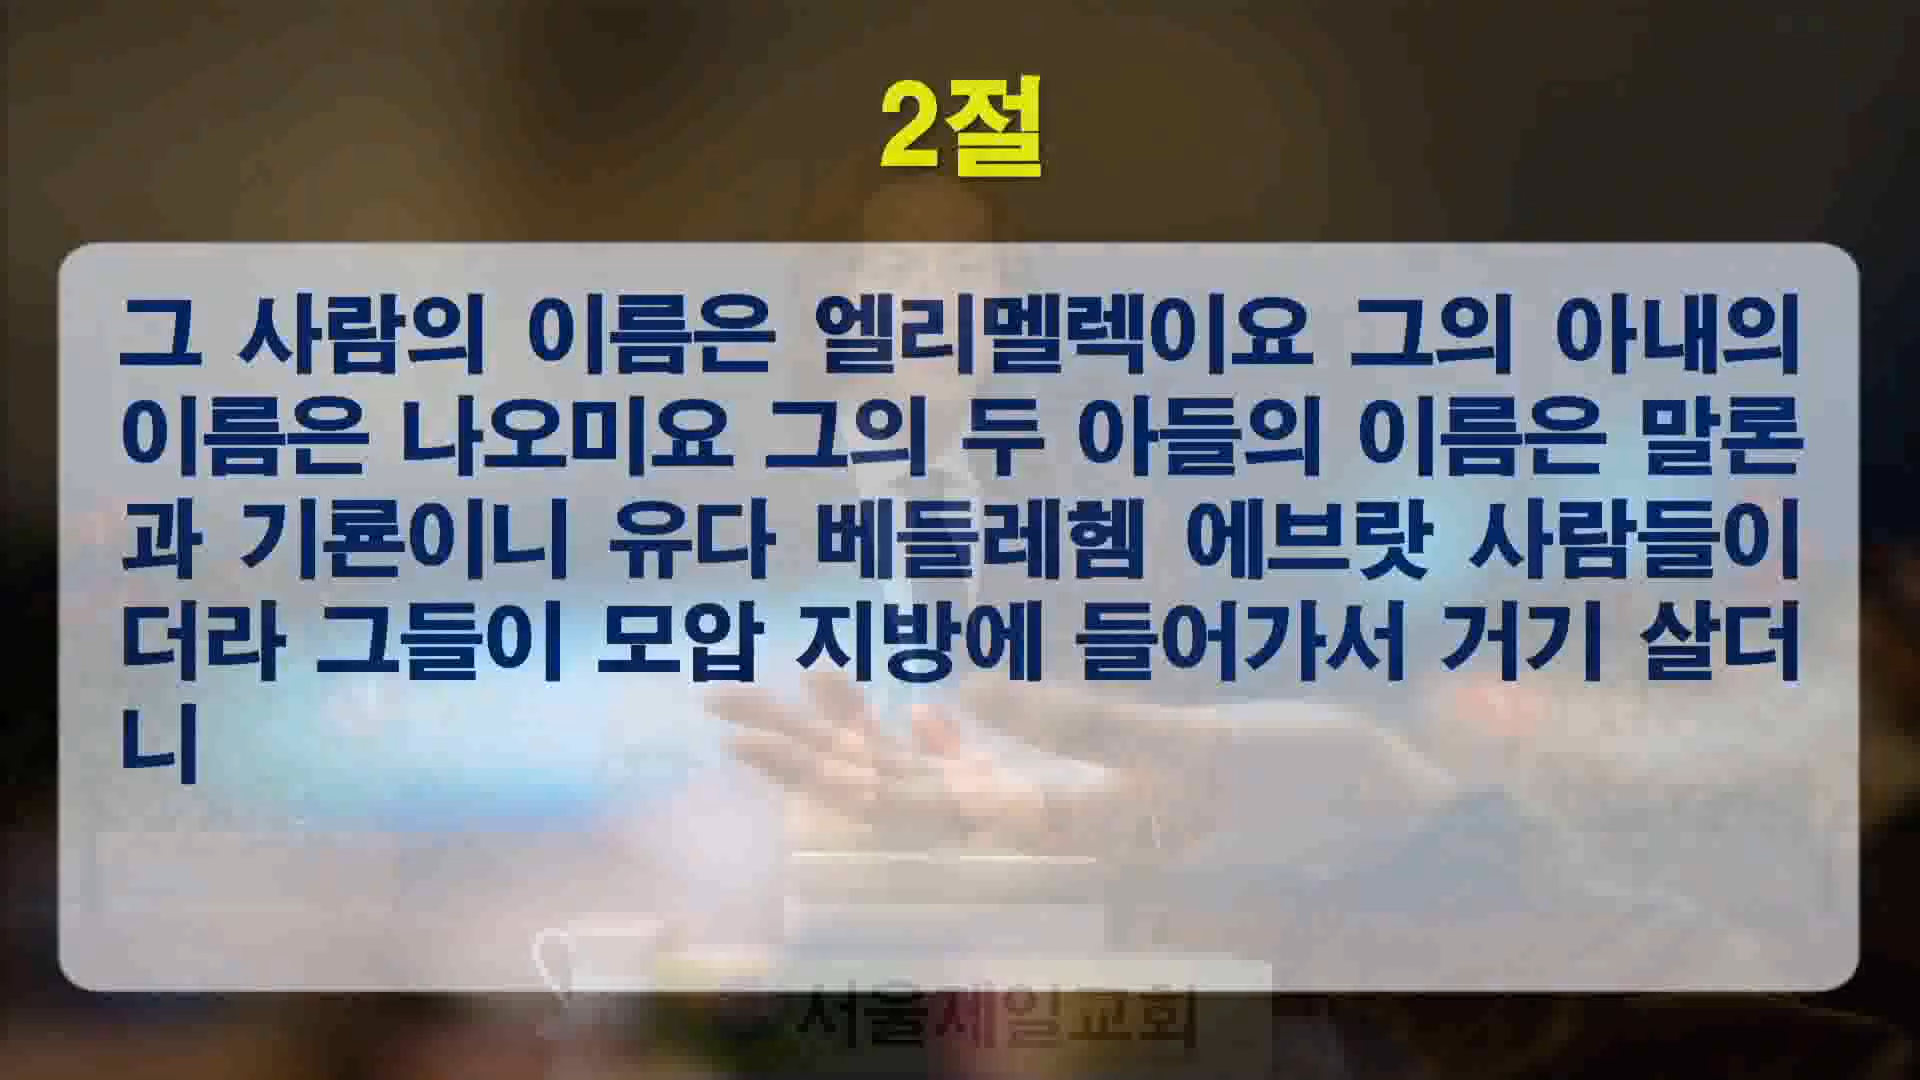 2절
그 사람의 이름은 엘리멜렉이요 그의 아내의
이름은 나오미요 그의 두 아들의 이름은 말론
과 기룐이니 유다 베들레헴 에브랏 사람들이
더라 그들이 모압 지방에 들어가서 거기 살더
니
서울제일교회